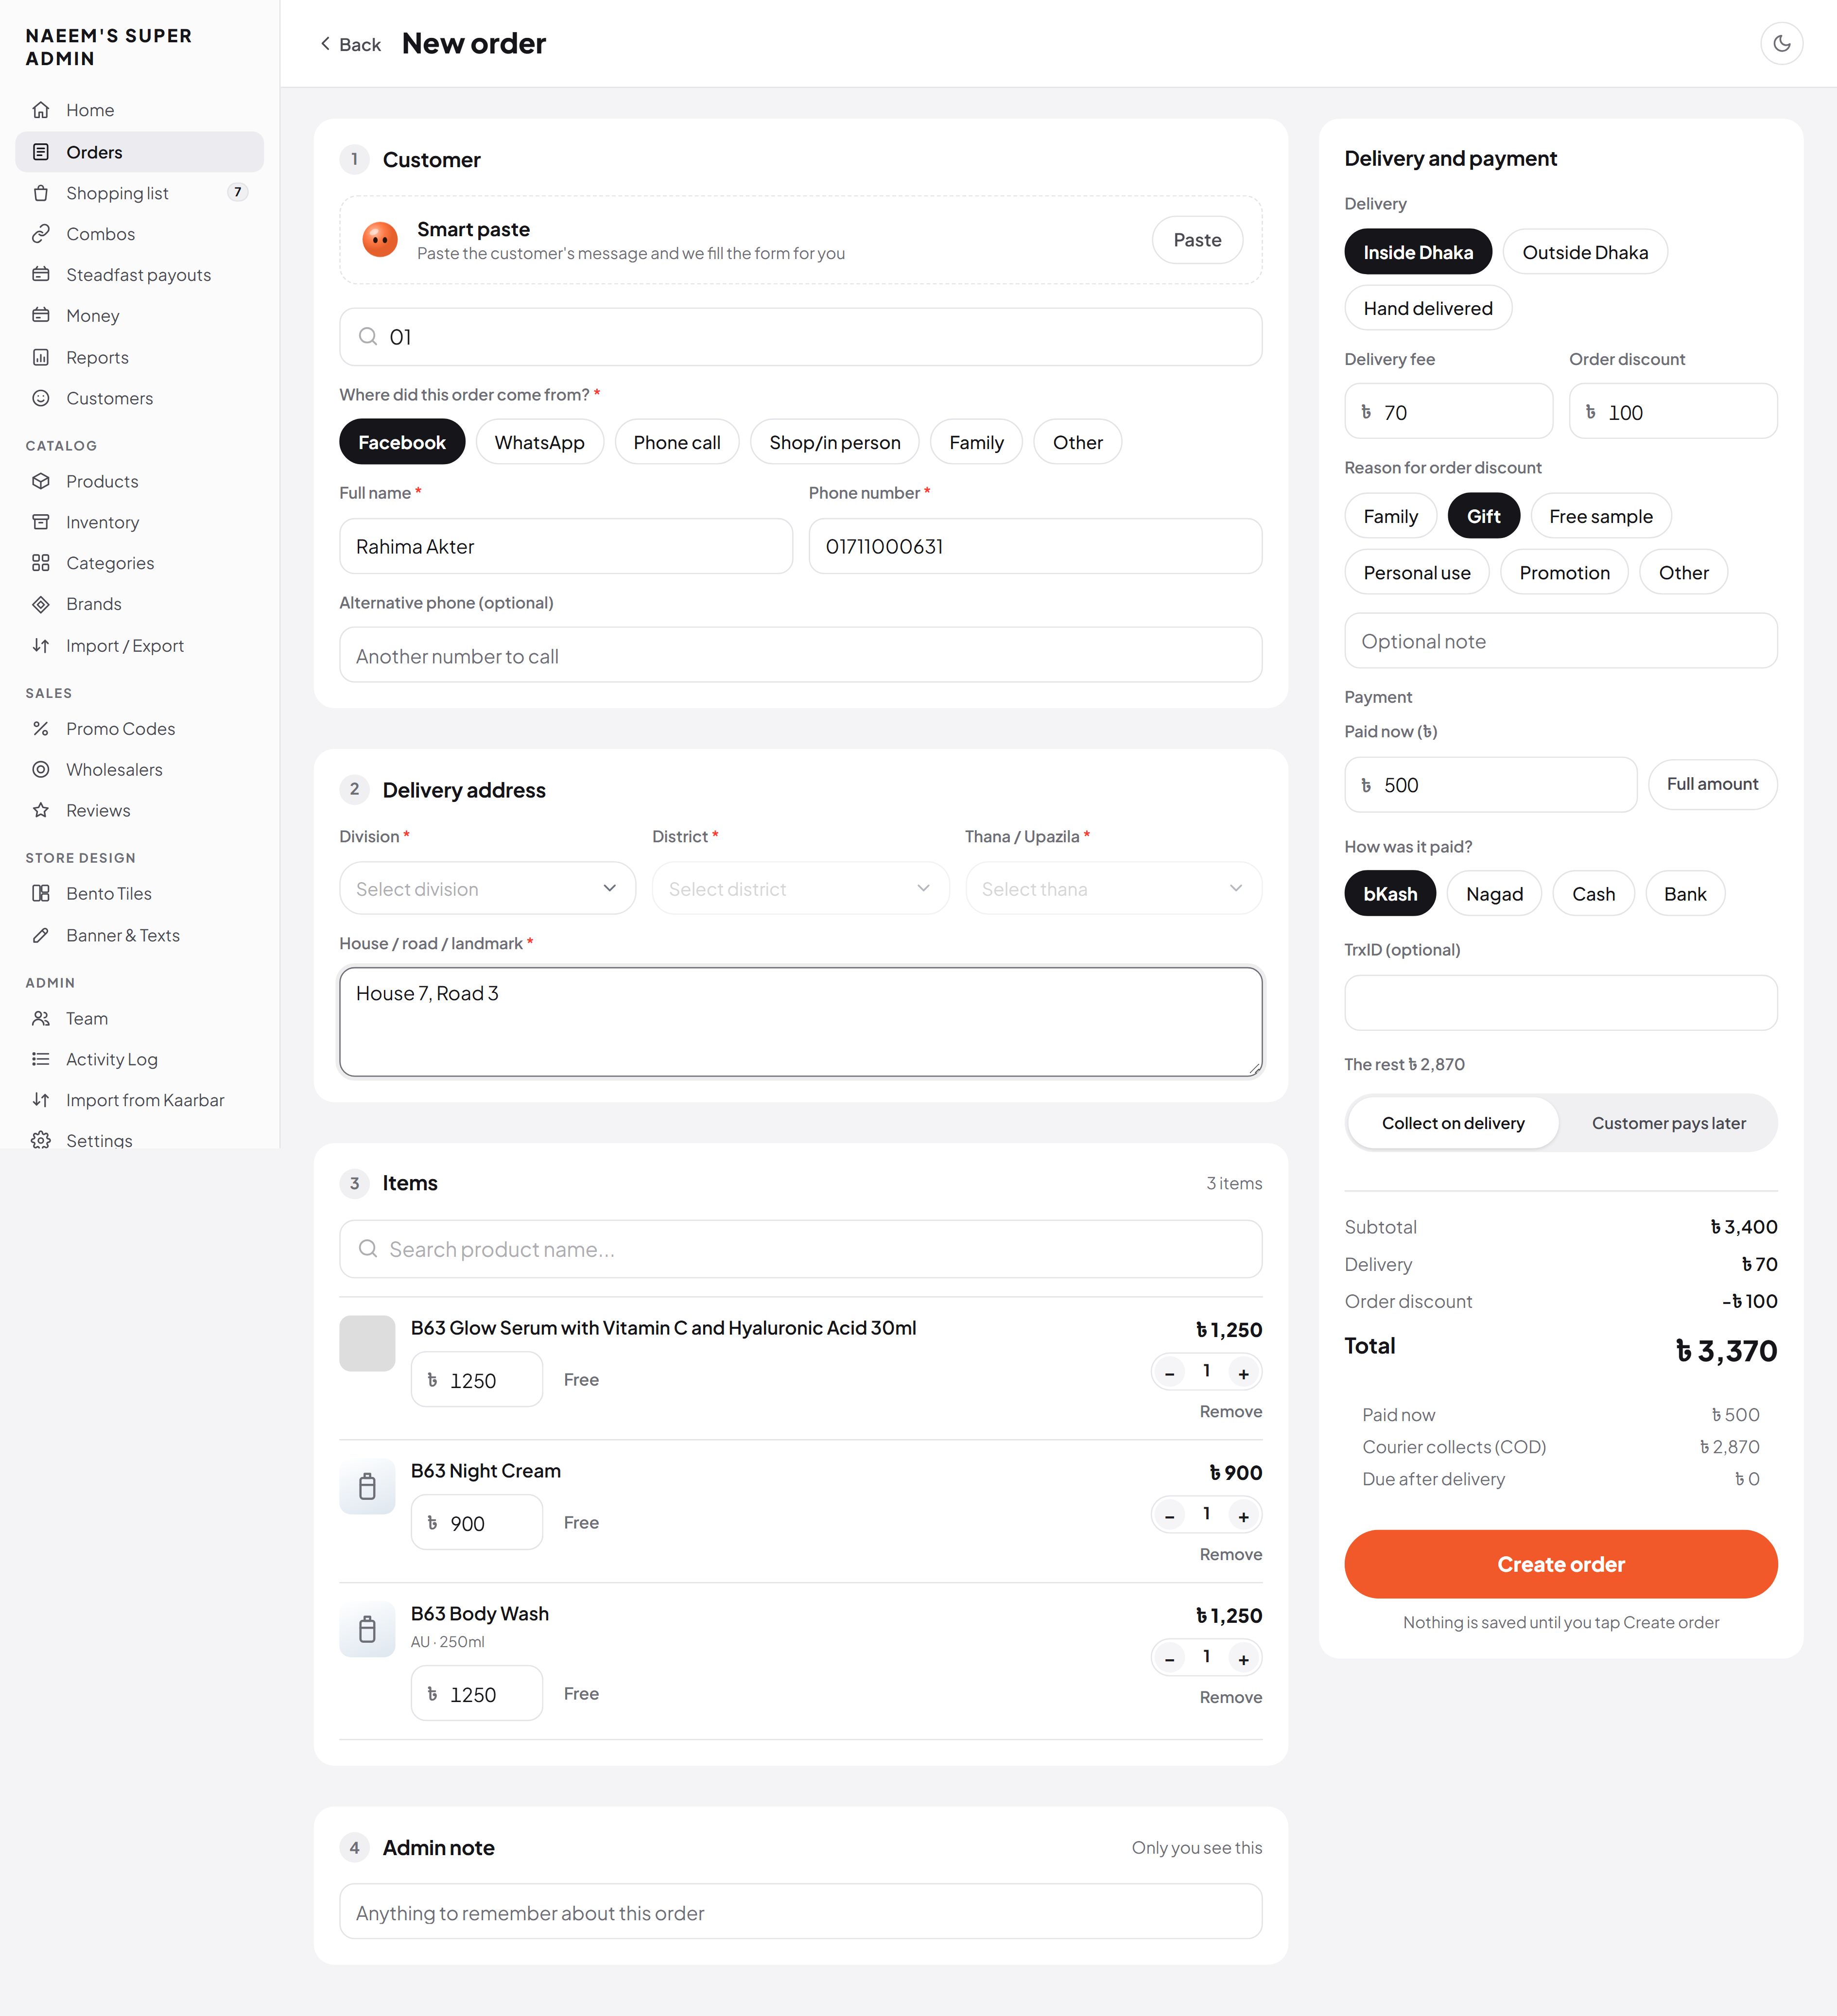 NAEEM'S SUPER
ADMIN
Home
Orders
Shopping list
7
Combos
Steadfast payouts
Money
Reports
Customers
CATALOG
Products
Inventory
Categories
Brands
Import / Export
SALES
Promo Codes
Wholesalers
Reviews
STORE DESIGN
Bento Tiles
Banner & Texts
ADMIN
Team
Activity Log
Import from Kaarbar
Settings
Back New order
1 Customer
Smart paste
Paste the customer's message and we fill the form for you
Paste
01
Where did this order come from? *
Facebook WhatsApp Phone call Shop/in person Family Other
Full name * Phone number *
Rahima Akter 01711000631
Alternative phone (optional)
Another number to call
2 Delivery address
Division * District * Thana / Upazila *
Select division Select district Select thana
House / road / landmark *
House 7, Road 3
3 Items 3 items
Search product name...
B63 Glow Serum with Vitamin C and Hyaluronic Acid 30ml ৳ 1,250
৳ 1250 Free − 1 +
Remove
B63 Night Cream ৳ 900
৳ 900 Free − 1 +
Remove
B63 Body Wash ৳ 1,250
AU · 250ml − 1 +
৳ 1250 Free Remove
4 Admin note Only you see this
Anything to remember about this order
Delivery and payment
Delivery
Inside Dhaka Outside Dhaka
Hand delivered
Delivery fee Order discount
৳ 70 ৳ 100
Reason for order discount
Family Gift Free sample
Personal use Promotion Other
Optional note
Payment
Paid now (৳)
৳ 500 Full amount
How was it paid?
bKash Nagad Cash Bank
TrxID (optional)
The rest ৳ 2,870
Collect on delivery Customer pays later
Subtotal ৳ 3,400
Delivery ৳ 70
Order discount -৳ 100
Total ৳ 3,370
Paid now ৳ 500
Courier collects (COD) ৳ 2,870
Due after delivery ৳ 0
Create order
Nothing is saved until you tap Create order